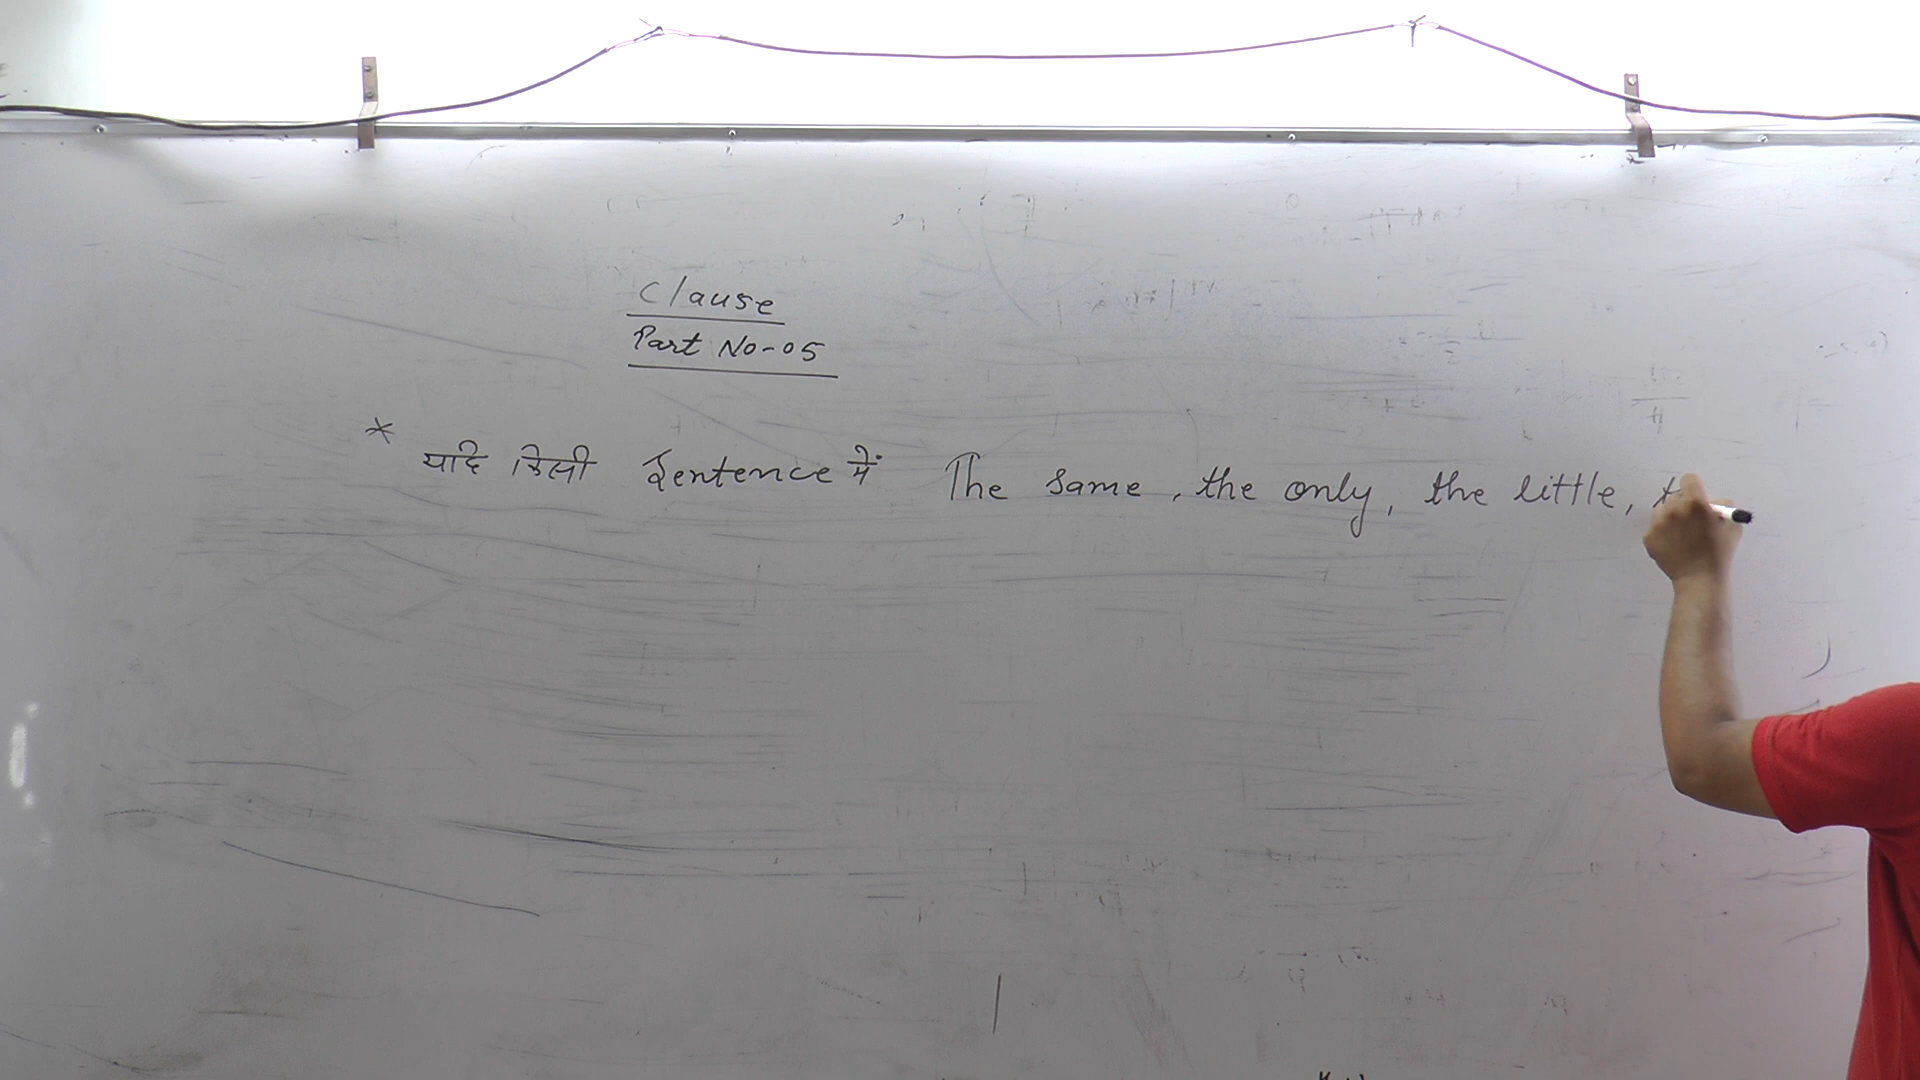 Clause
Part No-05
* यदि किसी Sentence में The same, the only, the little,